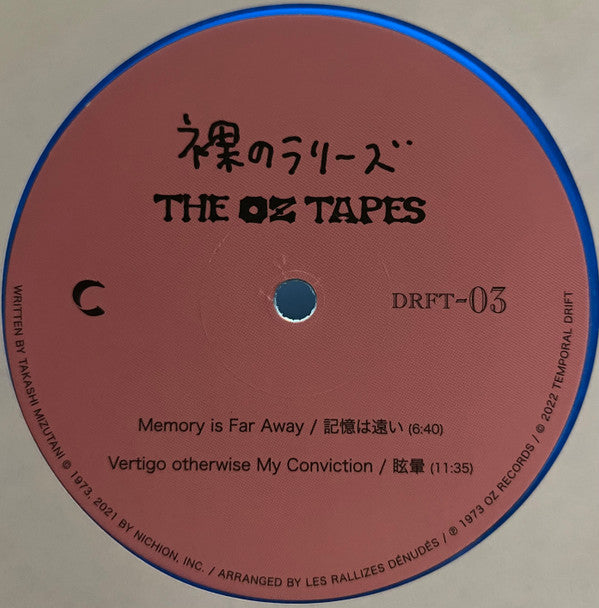 裸のラリーズ
THE OZ TAPES
C
DRFT-03
Memory is Far Away / 記憶は遠い (6:40)
Vertigo otherwise My Conviction / 眩暈 (11:35)
WRITTEN BY TAKASHI MIZUTANI © 1973, 2021 BY NICHION, INC. / ARRANGED BY LES RALLIZES DÉNUDÉS / ℗ 1973 OZ RECORDS / © 2022 TEMPORAL DRIFT